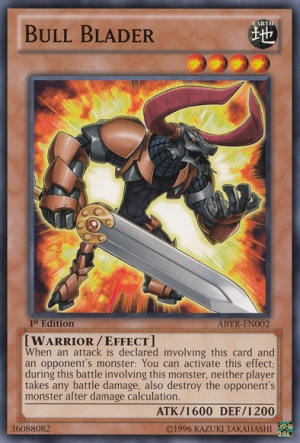 BULL BLADER
EARTH
地
1st Edition
ABYR-EN002
[WARRIOR/EFFECT]
When an attack is declared involving this card and
an opponent's monster: You can activate this effect;
during this battle involving this monster, neither player
takes any battle damage, also destroy the opponent's
monster after damage calculation.
ATK/1600 DEF/1200
36088082
©1996 KAZUKI TAKAHASHI